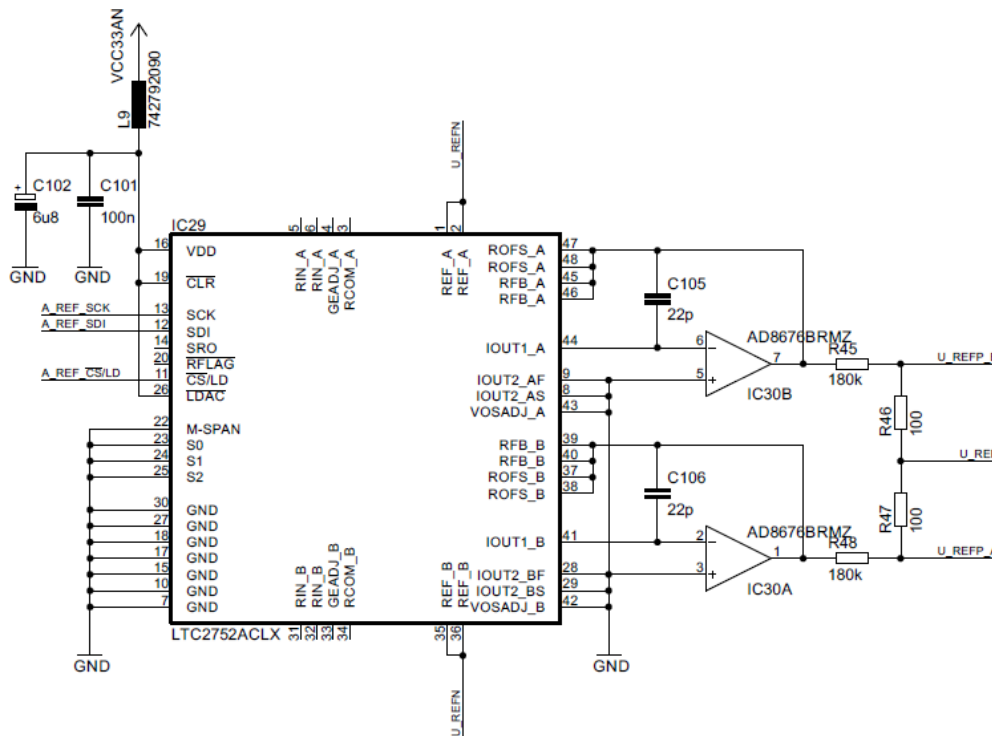 VCC33AN
L9
742792090
U_REFN
C102
6u8
C101
100n
GND
GND
IC29
5
6
4
3
1
2
RIN_A
RIN_A
GEADJ_A
RCOM_A
REF_A
REF_A
16 VDD
19 CLR
A_REF_SCK 13 SCK
A_REF_SDI 12 SDI
14 SRO
20 RFLAG
A_REF_CS/LD 11 CS/LD
26 LDAC
22 M-SPAN
23 S0
24 S1
25 S2
30 GND
27 GND
18 GND
17 GND
15 GND
10 GND
7 GND
ROFS_A 47
ROFS_A 48
RFB_A 45
RFB_A 46
IOUT1_A 44
IOUT2_AF 9
IOUT2_AS 8
VOSADJ_A 43
RFB_B 39
RFB_B 40
ROFS_B 37
ROFS_B 38
IOUT1_B 41
IOUT2_BF 28
IOUT2_BS 29
VOSADJ_B 42
RIN_B
RIN_B
GEADJ_B
RCOM_B
REF_B
REF_B
31
32
33
34
35
36
LTC2752ACLX
GND
GND
U_REFN
C105
22p
AD8676BRMZ
6
5
7
IC30B
R45
180k
R46
100
C106
22p
AD8676BRMZ
2
3
1
IC30A
R48
180k
R47
100
U_REFP_A